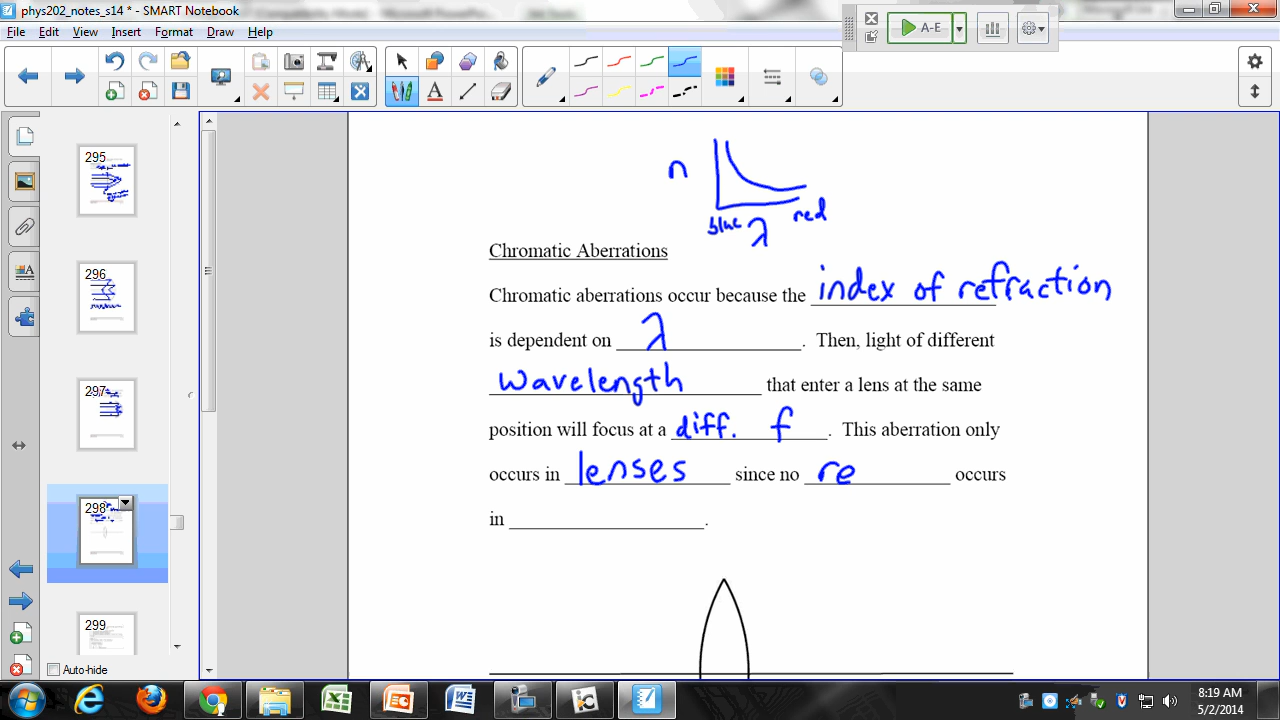 phys202_notes_s14 * - SMART Notebook
A-E
File Edit View Insert Format Draw Help
295
296
297
298
299
Auto-hide
n
blue λ red
Chromatic Aberrations
Chromatic aberrations occur because the index of refraction
is dependent on λ. Then, light of different
wavelength that enter a lens at the same
position will focus at a diff. f. This aberration only
occurs in lenses since no re occurs
in ____.
8:19 AM
5/2/2014